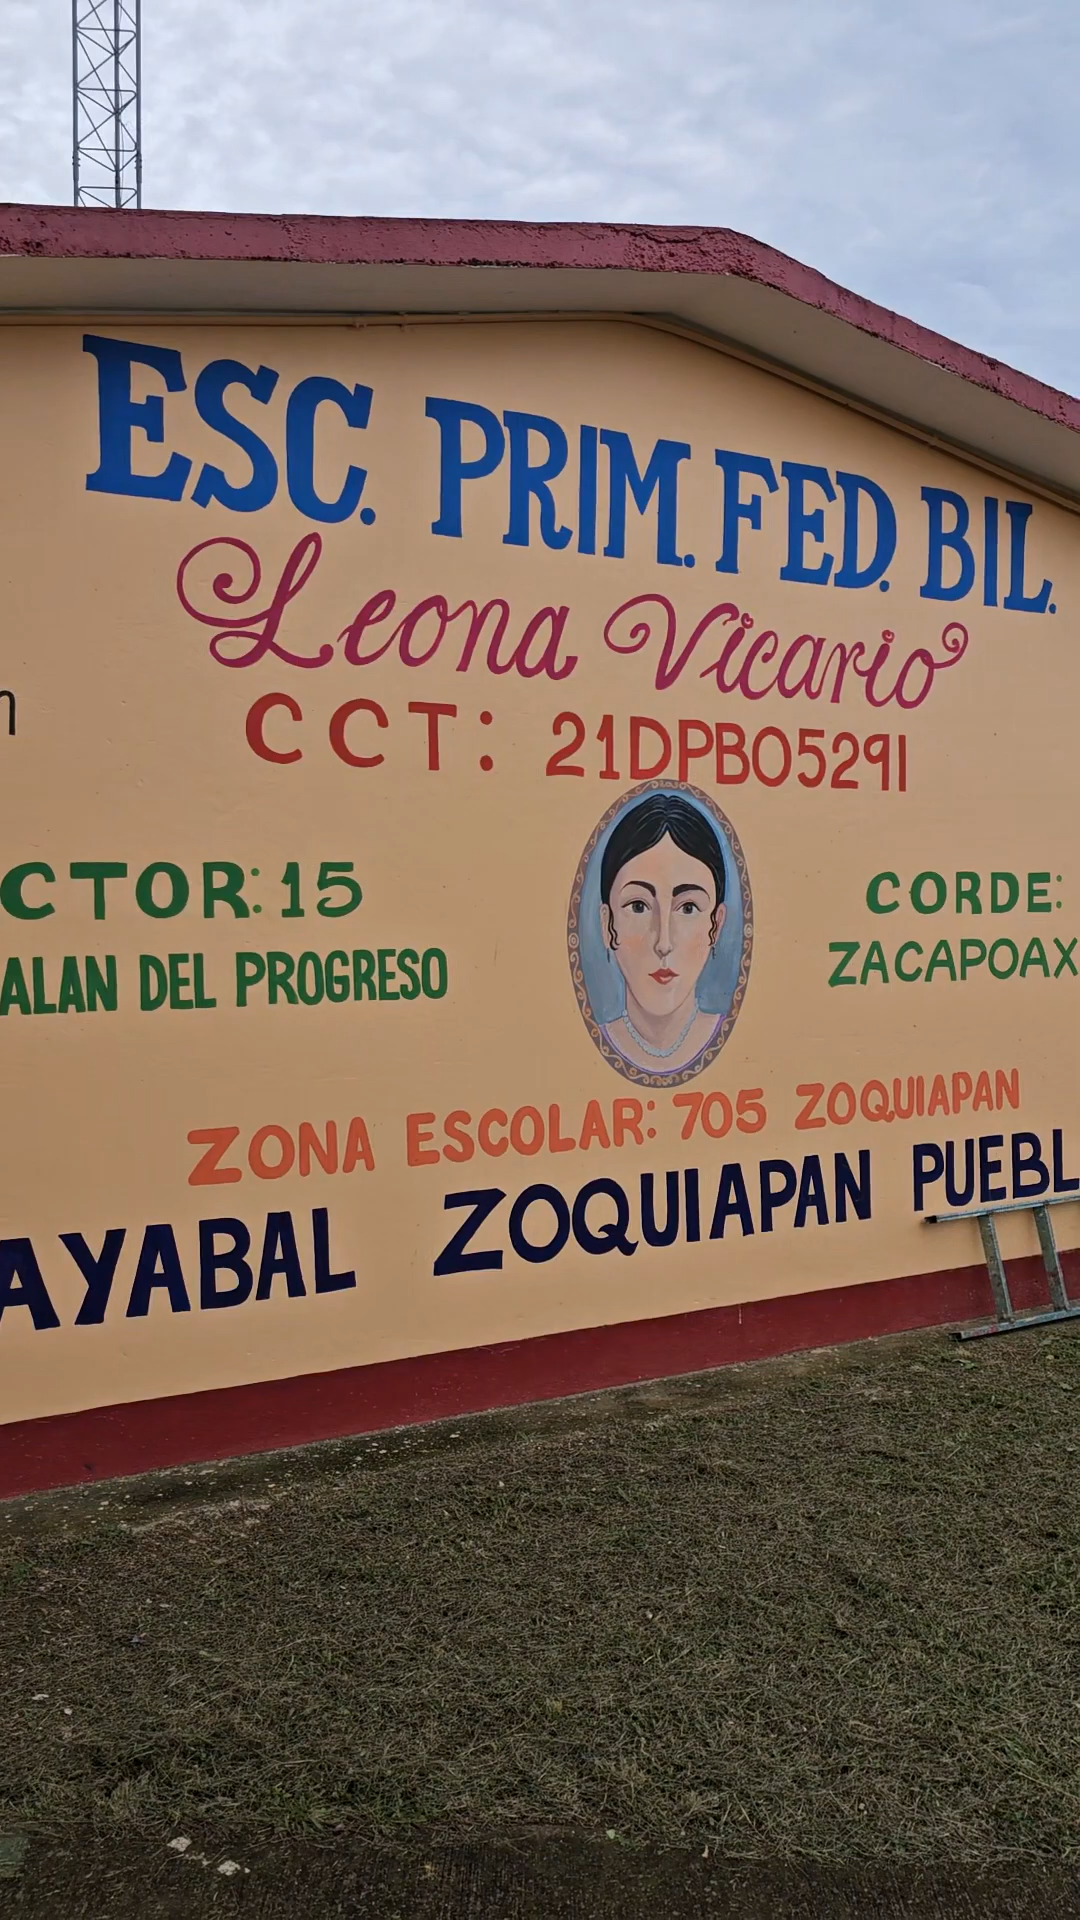 ESC. PRIM. FED. BIL.
Leona Vicario
CCT: 21DPB0529I
CTOR: 15
CORDE:
ALAN DEL PROGRESO
ZACAPOAX
ZONA ESCOLAR: 705 ZOQUIAPAN
AYABAL ZOQUIAPAN PUEBL